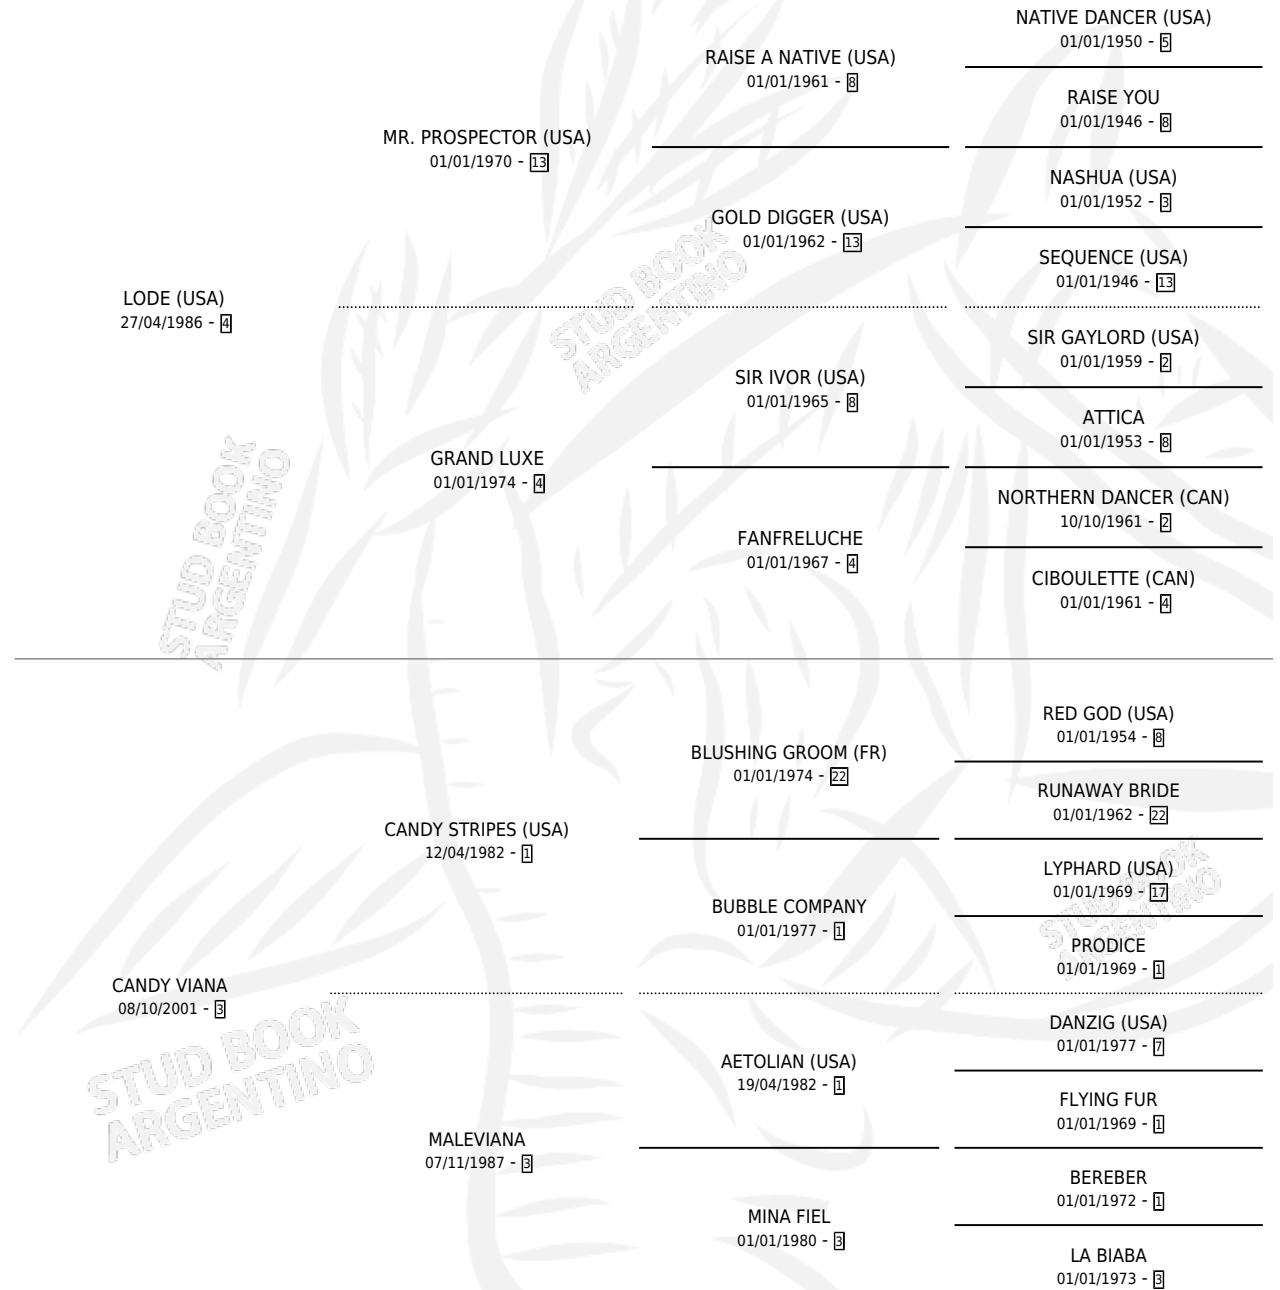 NATIVE DANCER (USA)
01/01/1950 - 5
RAISE A NATIVE (USA)
01/01/1961 - 8
RAISE YOU
01/01/1946 - 8
MR. PROSPECTOR (USA)
01/01/1970 - 13
NASHUA (USA)
01/01/1952 - 3
GOLD DIGGER (USA)
01/01/1962 - 13
SEQUENCE (USA)
01/01/1946 - 13
LODE (USA)
27/04/1986 - 4
SIR GAYLORD (USA)
01/01/1959 - 2
SIR IVOR (USA)
01/01/1965 - 8
ATTICA
01/01/1953 - 8
GRAND LUXE
01/01/1974 - 4
NORTHERN DANCER (CAN)
10/10/1961 - 2
FANFRELUCHE
01/01/1967 - 4
CIBOULETTE (CAN)
01/01/1961 - 4
STUD BOOK
ARGENTINO
STUD BOOK
ARGENTINO
RED GOD (USA)
01/01/1954 - 8
BLUSHING GROOM (FR)
01/01/1974 - 22
RUNAWAY BRIDE
01/01/1962 - 22
CANDY STRIPES (USA)
12/04/1982 - 1
LYPHARD (USA)
01/01/1969 - 17
BUBBLE COMPANY
01/01/1977 - 1
PRODICE
01/01/1969 - 1
STUD BOOK
ARGENTINO
CANDY VIANA
08/10/2001 - 3
DANZIG (USA)
01/01/1977 - 7
AETOLIAN (USA)
19/04/1982 - 1
FLYING FUR
01/01/1969 - 1
STUD BOOK
ARGENTINO
MALEVIANA
07/11/1987 - 3
BEREBER
01/01/1972 - 1
MINA FIEL
01/01/1980 - 3
LA BIABA
01/01/1973 - 3